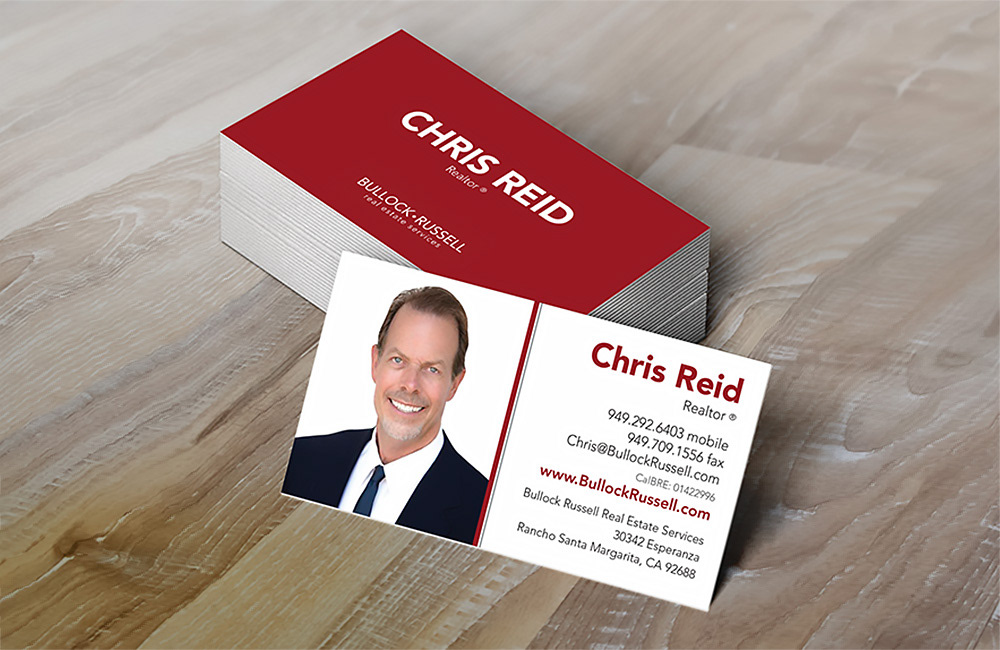 CHRIS REID
Realtor ®
BULLOCK•RUSSELL
real estate services
Chris Reid
Realtor ®
949.292.6403 mobile
949.709.1556 fax
Chris@BullockRussell.com
CalBRE: 01422996
www.BullockRussell.com
Bullock Russell Real Estate Services
30342 Esperanza
Rancho Santa Margarita, CA 92688